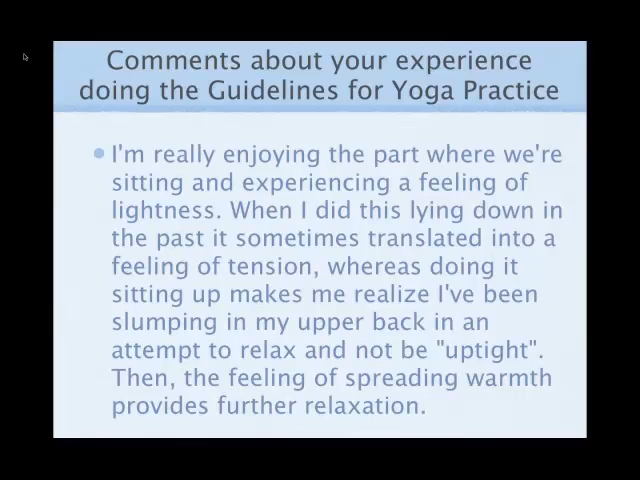 Comments about your experience
doing the Guidelines for Yoga Practice
I'm really enjoying the part where we're
sitting and experiencing a feeling of
lightness. When I did this lying down in
the past it sometimes translated into a
feeling of tension, whereas doing it
sitting up makes me realize I've been
slumping in my upper back in an
attempt to relax and not be "uptight".
Then, the feeling of spreading warmth
provides further relaxation.